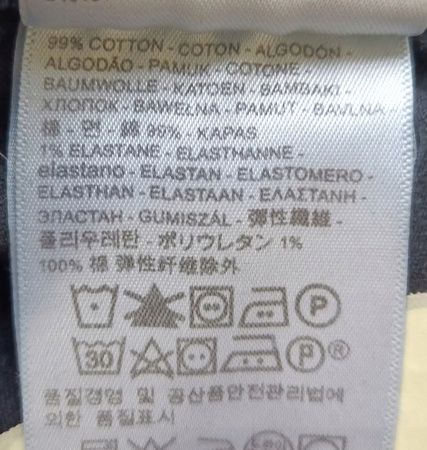 99% COTTON - COTON - ALGODÓN -
ALGODÃO - PAMUK - COTONE -
BAUMWOLLE - KATOEN - ΒΑΜΒΑΚΙ -
ХЛОПОК - BAWEŁNA - PAMUT - BAVLNA
棉 - 면 - 綿 99% - KAPAS
1% ELASTANE - ELASTHANNE -
elastano - ELASTAN - ELASTOMERO -
ELASTHAN - ELASTAAN - ΕΛΑΣΤΑΝΗ -
ЭЛАСТАН - GUMISZÁL - 弾性繊維 -
폴리우레탄 - ポリウレタン 1%
100% 棉 弹性纤维除外
P
30 P ®
품질경영 및 공산품안전관리법에
의한 품질표시